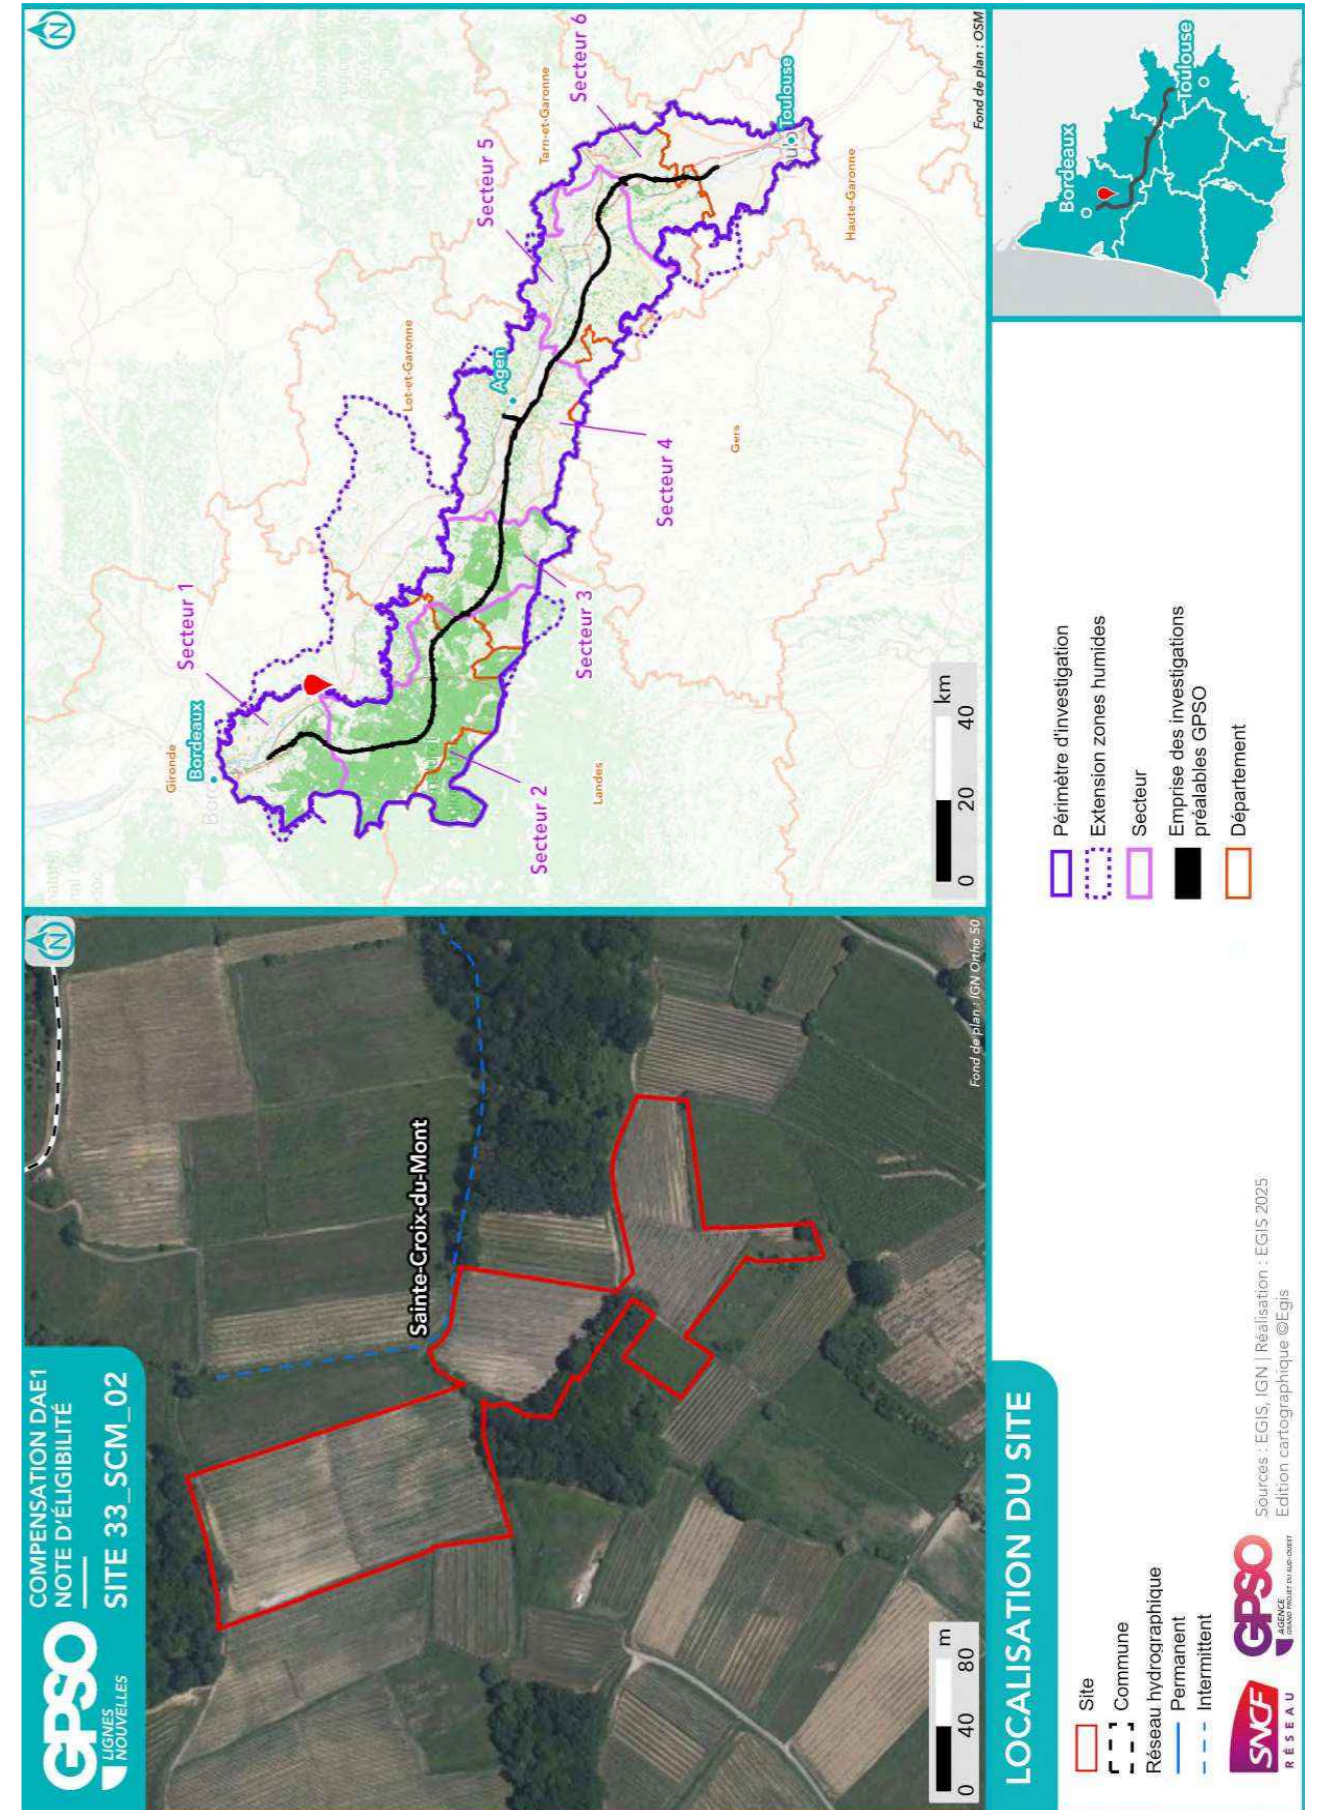 GPSO
LIGNES
NOUVELLES
COMPENSATION DAE1
NOTE D'ÉLIGIBILITÉ
SITE 33_SCM_02
N
Sainte-Croix-du-Mont
0 40 80 m
Fond de plan : IGN Ortho 50
N
Gironde
Bordeaux
Secteur 1
Secteur 2
Landes
Secteur 3
Lot-et-Garonne
Agen
Secteur 4
Gers
Secteur 5
Tarn-et-Garonne
Secteur 6
Toulouse
Haute-Garonne
0 20 40 km
Fond de plan : OSM
LOCALISATION DU SITE
Site
Commune
Réseau hydrographique
Permanent
Intermittent
Périmètre d'investigation
Extension zones humides
Secteur
Emprise des investigations
préalables GPSO
Département
Bordeaux
Toulouse
SNCF
RÉSEAU
GPSO
AGENCE
GRAND PROJET DU SUD-OUEST
Sources : EGIS, IGN | Réalisation : EGIS 2025
Edition cartographique ©Egis